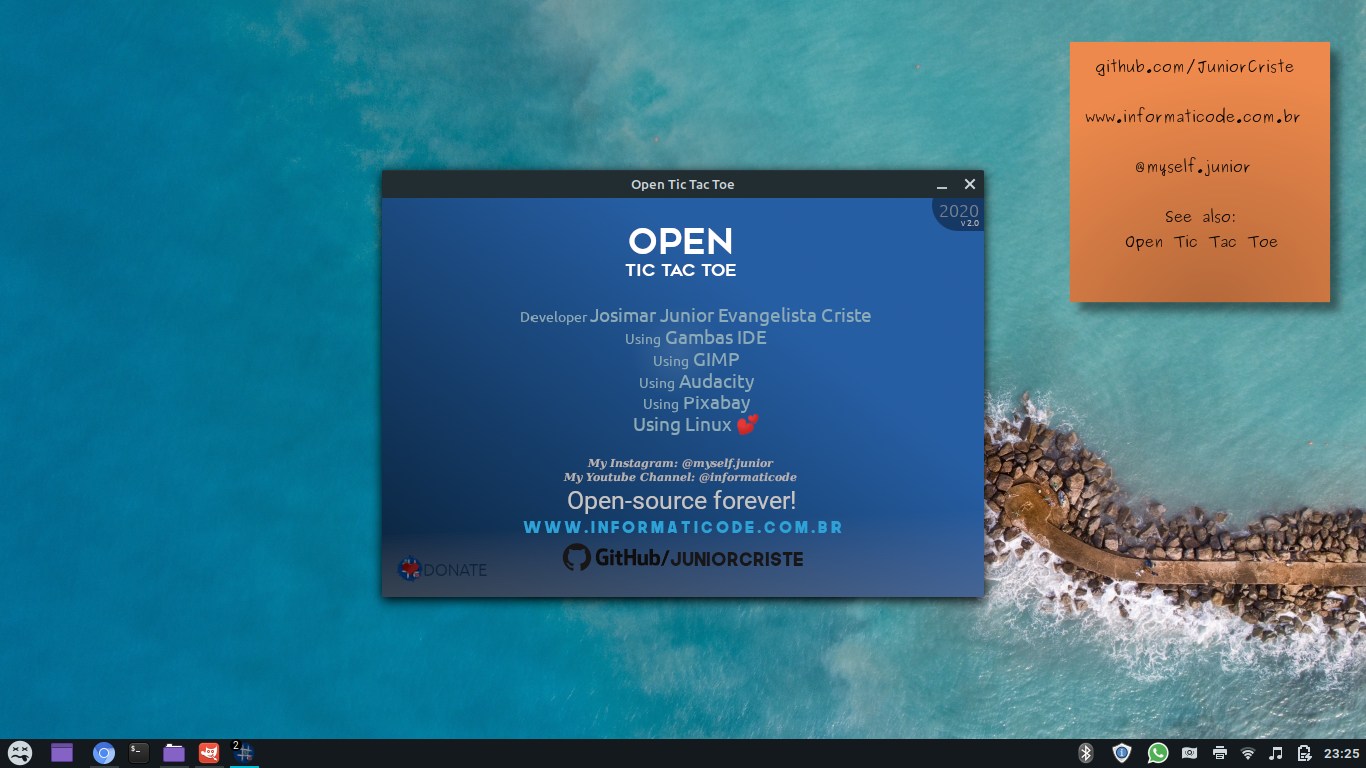 github.com/JuniorCriste
www.informaticode.com.br
@myself.junior
See also:
Open Tic Tac Toe
Open Tic Tac Toe
2020
v 2.0
OPEN
TIC TAC TOE
Developer Josimar Junior Evangelista Criste
Using Gambas IDE
Using GIMP
Using Audacity
Using Pixabay
Using Linux 💕
My Instagram: @myself.junior
My Youtube Channel: @informaticode
Open-source forever!
WWW.INFORMATICODE.COM.BR
GitHub/JUNIORCRISTE
DONATE
$_
2
23:25